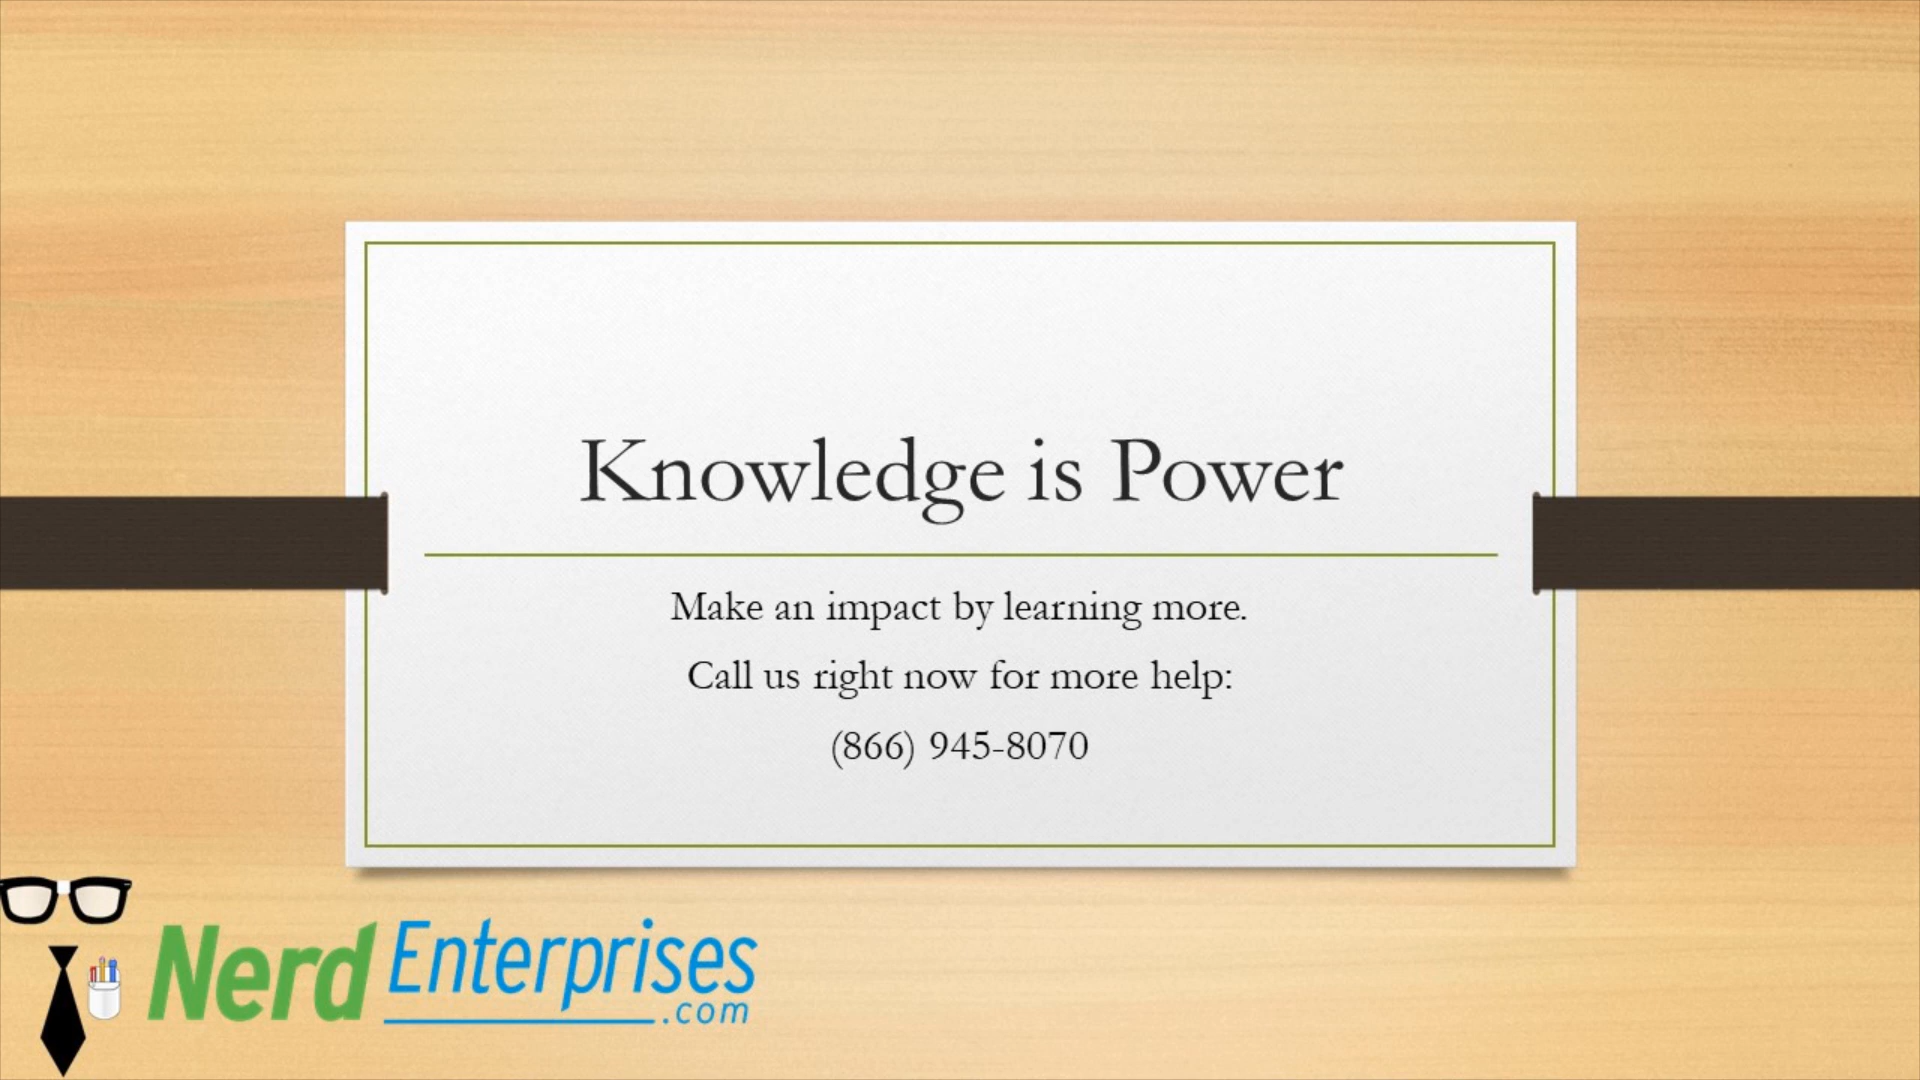 Knowledge is Power
Make an impact by learning more.
Call us right now for more help:
(866) 945-8070
Nerd Enterprises
.com